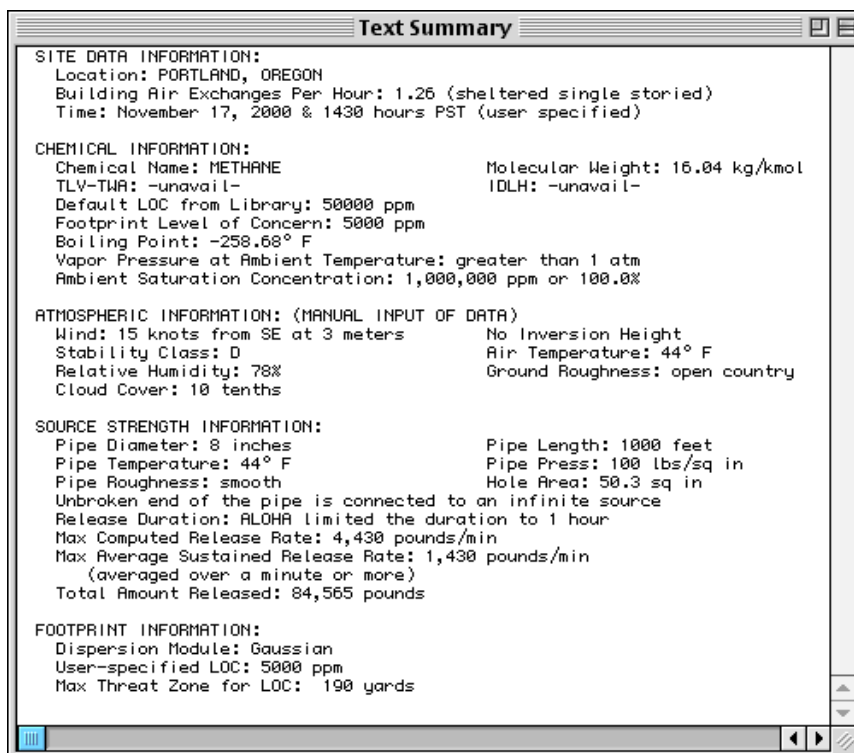 Text Summary
SITE DATA INFORMATION:
Location: PORTLAND, OREGON
Building Air Exchanges Per Hour: 1.26 (sheltered single storied)
Time: November 17, 2000 & 1430 hours PST (user specified)
CHEMICAL INFORMATION:
Chemical Name: METHANE Molecular Weight: 16.04 kg/kmol
TLV-TWA: -unavail- IDLH: -unavail-
Default LOC from Library: 50000 ppm
Footprint Level of Concern: 5000 ppm
Boiling Point: -258.68° F
Vapor Pressure at Ambient Temperature: greater than 1 atm
Ambient Saturation Concentration: 1,000,000 ppm or 100.0%
ATMOSPHERIC INFORMATION: (MANUAL INPUT OF DATA)
Wind: 15 knots from SE at 3 meters No Inversion Height
Stability Class: D Air Temperature: 44° F
Relative Humidity: 78% Ground Roughness: open country
Cloud Cover: 10 tenths
SOURCE STRENGTH INFORMATION:
Pipe Diameter: 8 inches Pipe Length: 1000 feet
Pipe Temperature: 44° F Pipe Press: 100 lbs/sq in
Pipe Roughness: smooth Hole Area: 50.3 sq in
Unbroken end of the pipe is connected to an infinite source
Release Duration: ALOHA limited the duration to 1 hour
Max Computed Release Rate: 4,430 pounds/min
Max Average Sustained Release Rate: 1,430 pounds/min
(averaged over a minute or more)
Total Amount Released: 84,565 pounds
FOOTPRINT INFORMATION:
Dispersion Module: Gaussian
User-specified LOC: 5000 ppm
Max Threat Zone for LOC: 190 yards